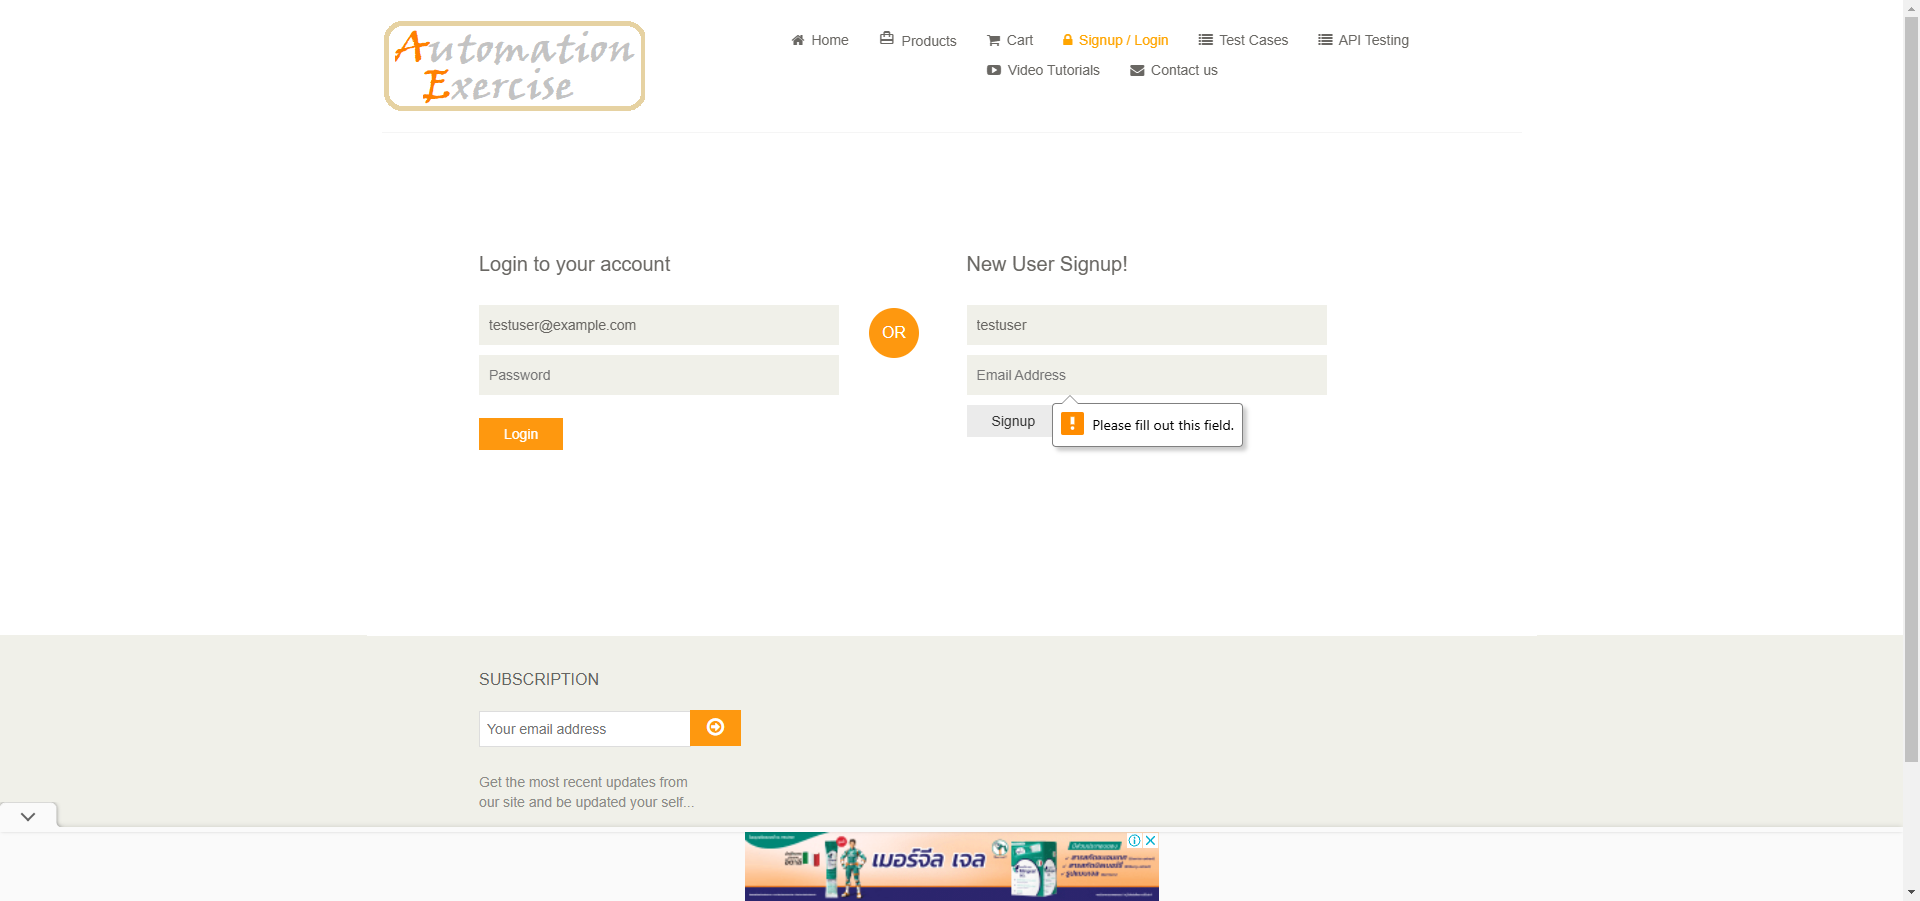 Automation
Exercise
Home
Products
Cart
Signup / Login
Test Cases
API Testing
Video Tutorials
Contact us
Login to your account
New User Signup!
testuser@example.com
OR
testuser
Password
Email Address
Login
Signup
Please fill out this field.
SUBSCRIPTION
Your email address
Get the most recent updates from
our site and be updated your self...
เมอร์จีล เจล